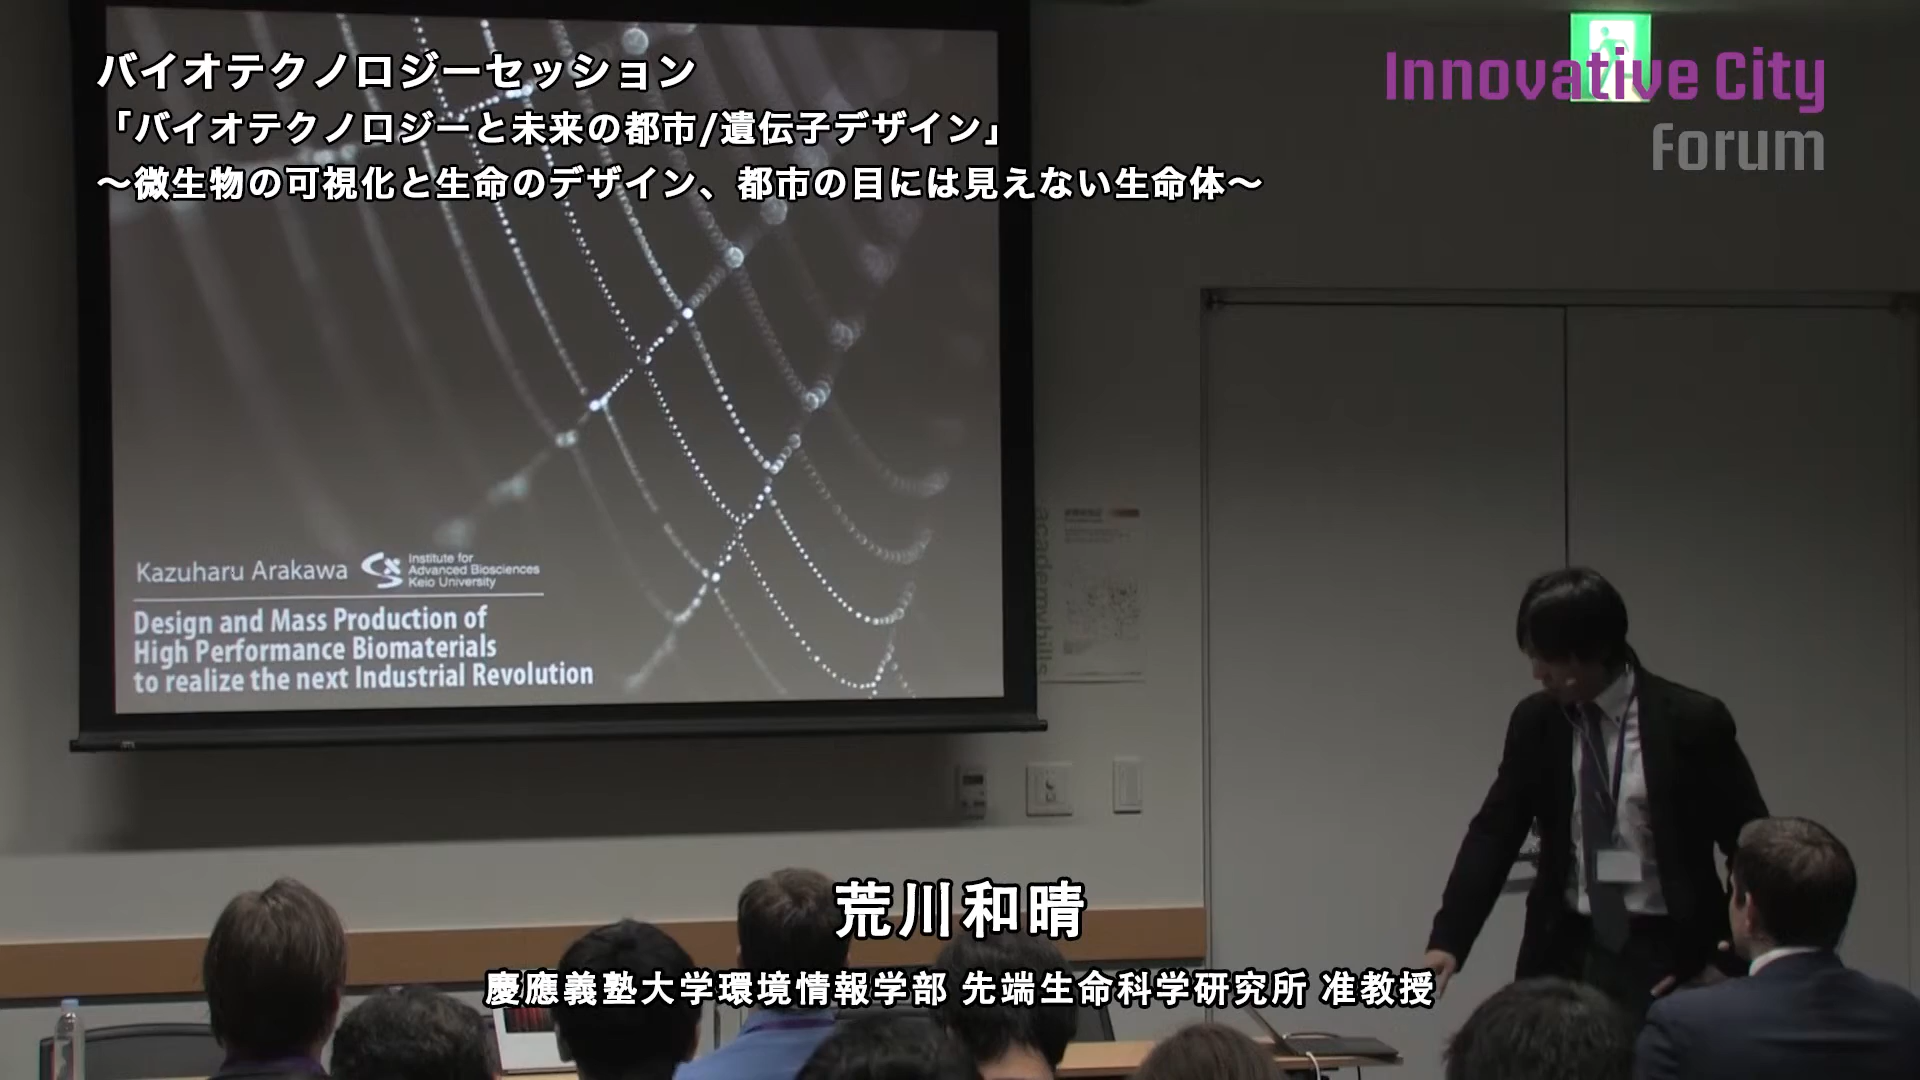 バイオテクノロジーセッション
「バイオテクノロジーと未来の都市/遺伝子デザイン」
～微生物の可視化と生命のデザイン、都市の目には見えない生命体～
Innovative City
Forum
Kazuharu Arakawa
Institute for
Advanced Biosciences
Keio University
Design and Mass Production of
High Performance Biomaterials
to realize the next Industrial Revolution
academyhills
荒川和晴
慶應義塾大学環境情報学部 先端生命科学研究所 准教授